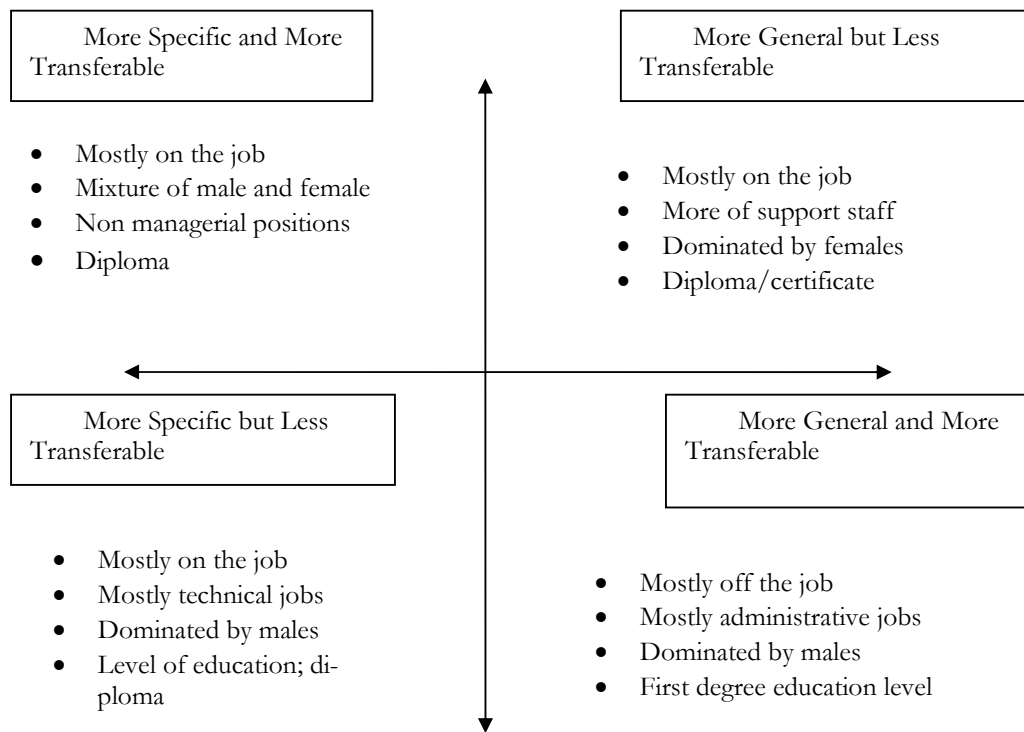 More Specific and More
Transferable
More General but Less
Transferable
• Mostly on the job
• Mixture of male and female
• Non managerial positions
• Diploma
• Mostly on the job
• More of support staff
• Dominated by females
• Diploma/certificate
More Specific but Less
Transferable
More General and More
Transferable
• Mostly on the job
• Mostly technical jobs
• Dominated by males
• Level of education; di-
ploma
• Mostly off the job
• Mostly administrative jobs
• Dominated by males
• First degree education level